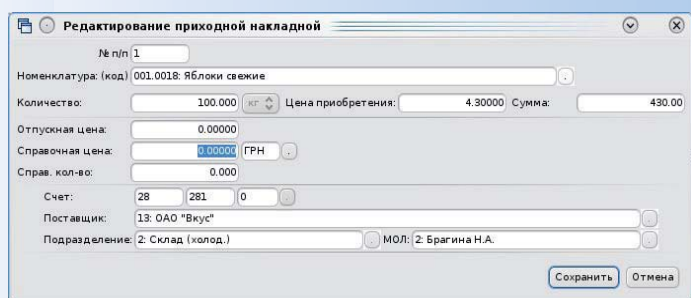 Редактирование приходной накладной
№ п/п 1
Номенклатура: (код) 001.0018: Яблоки свежие .
Количество: 100.000 кг Цена приобретения: 4.30000 Сумма: 430.00
Отпускная цена: 0.00000
Справочная цена: 0.00000 ГРН .
Справ. кол-во: 0.000
Счет: 28 281 0 .
Поставщик: 13: ОАО "Вкус" .
Подразделение: 2: Склад (холод.) . МОЛ: 2: Брагина Н.А. .
Сохранить Отмена